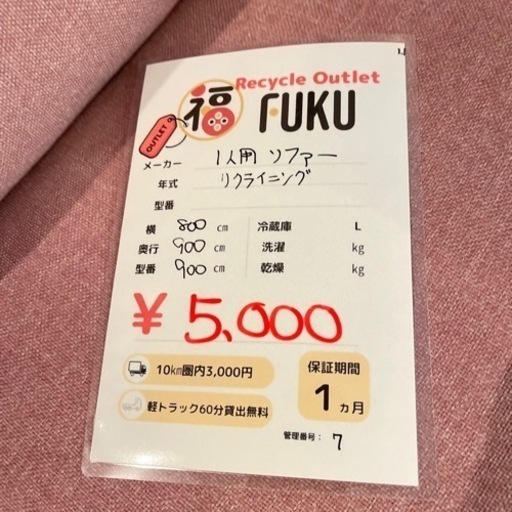 Recycle Outlet
福 FUKU
OUTLET
メーカー 1人用 ソファー
年式 リクライニング
型番
横 800 cm 冷蔵庫 L
奥行 900 cm 洗濯 kg
型番 900 cm 乾燥 kg
¥ 5,000
10km圏内3,000円
保証期間
1ヵ月
軽トラック60分貸出無料
管理番号： 7